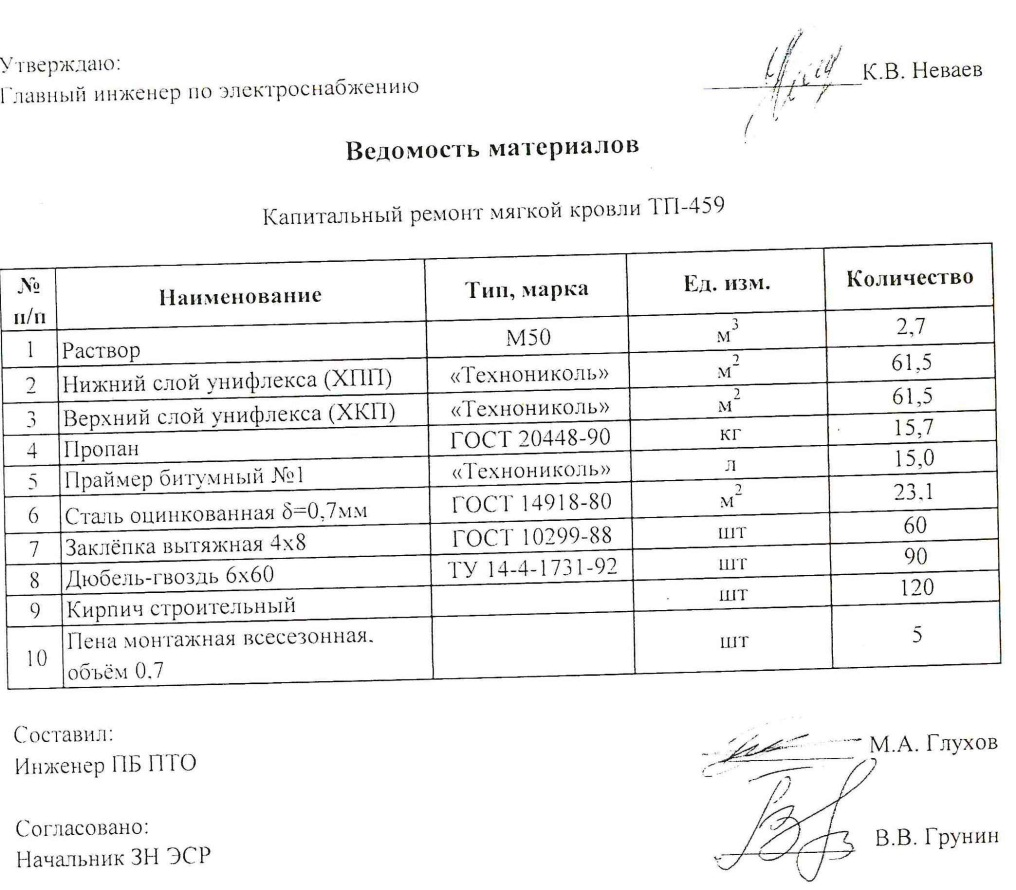 Утверждаю:
Главный инженер по электроснабжению К.В. Неваев
Ведомость материалов
Капитальный ремонт мягкой кровли ТП-459
№ п/п Наименование Тип, марка Ед. изм. Количество
1 Раствор М50 м³ 2,7
2 Нижний слой унифлекса (ХПП) «Технониколь» м² 61,5
3 Верхний слой унифлекса (ХКП) «Технониколь» м² 61,5
4 Пропан ГОСТ 20448-90 кг 15,7
5 Праймер битумный №1 «Технониколь» л 15,0
6 Сталь оцинкованная δ=0,7мм ГОСТ 14918-80 м² 23,1
7 Заклёпка вытяжная 4х8 ГОСТ 10299-88 шт 60
8 Дюбель-гвоздь 6х60 ТУ 14-4-1731-92 шт 90
9 Кирпич строительный шт 120
10 Пена монтажная всесезонная, шт 5
объём 0,7
Составил:
Инженер ПБ ПТО М.А. Глухов
Согласовано:
Начальник ЗН ЭСР В.В. Грунин